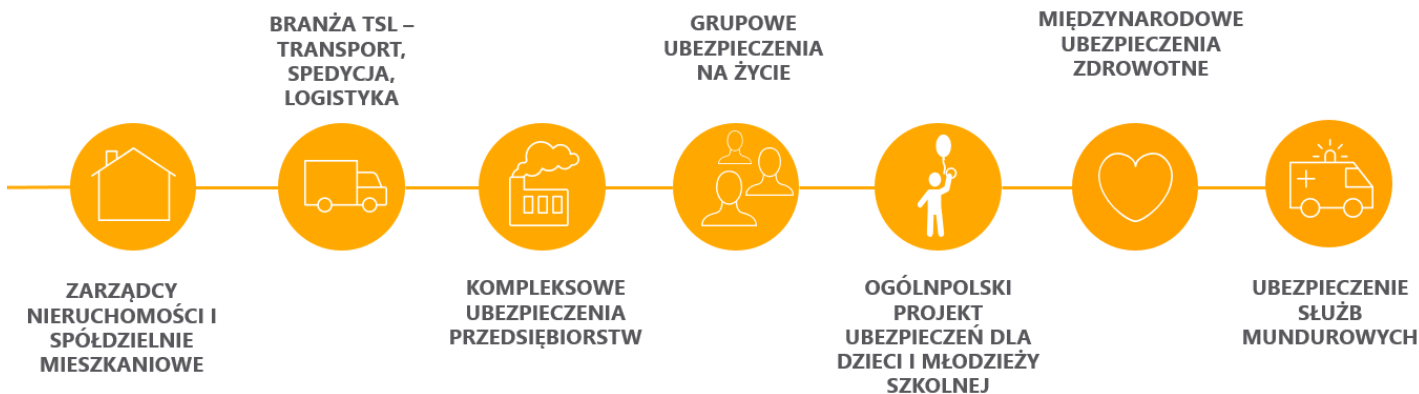 ZARZĄDCY
NIERUCHOMOŚCI I
SPÓŁDZIELNIE
MIESZKANIOWE
BRANŻA TSL –
TRANSPORT,
SPEDYCJA,
LOGISTYKA
KOMPLEKSOWE
UBEZPIECZENIA
PRZEDSIĘBIORSTW
GRUPOWE
UBEZPIECZENIA
NA ŻYCIE
OGÓLNPOLSKI
PROJEKT
UBEZPIECZEŃ DLA
DZIECI I MŁODZIEŻY
SZKOLNEJ
MIĘDZYNARODOWE
UBEZPIECZENIA
ZDROWOTNE
UBEZPIECZENIE
SŁUŻB
MUNDUROWYCH